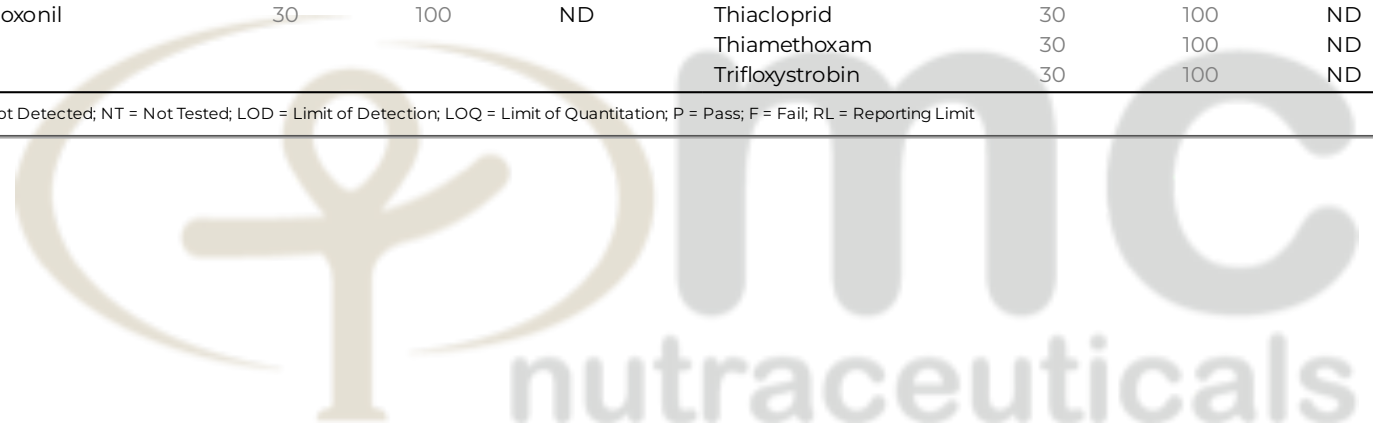 oxonil 30 100 ND Thiacloprid 30 100 ND
Thiamethoxam 30 100 ND
Trifloxystrobin 30 100 ND
ot Detected; NT = Not Tested; LOD = Limit of Detection; LOQ = Limit of Quantitation; P = Pass; F = Fail; RL = Reporting Limit
mc
nutraceuticals